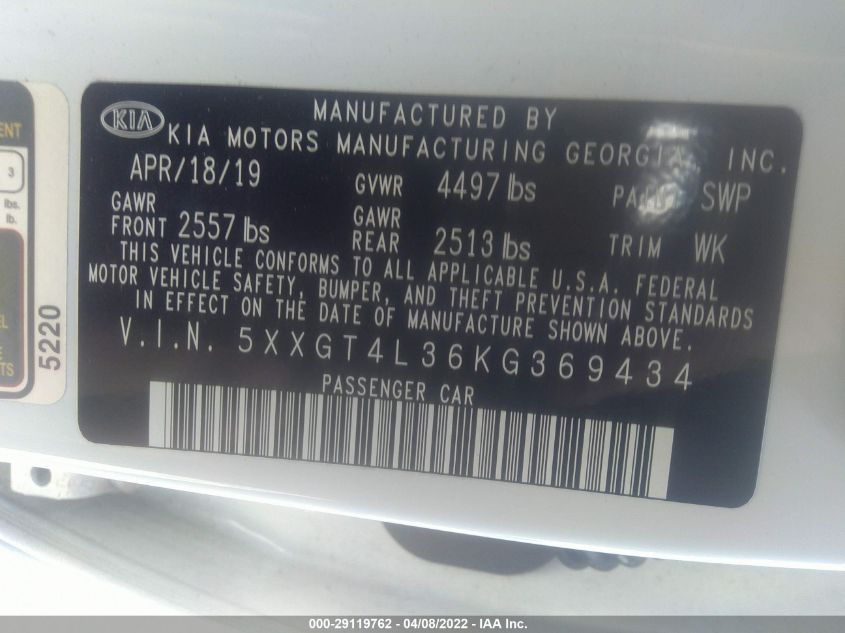 MANUFACTURED BY
KIA KIA MOTORS MANUFACTURING GEORGIA, INC.
APR/18/19 GVWR 4497 lbs PAINT SWP
GAWR FRONT 2557 lbs GAWR REAR 2513 lbs TRIM WK
THIS VEHICLE CONFORMS TO ALL APPLICABLE U.S.A. FEDERAL
MOTOR VEHICLE SAFETY, BUMPER, AND THEFT PREVENTION STANDARDS
IN EFFECT ON THE DATE OF MANUFACTURE SHOWN ABOVE.
V.I.N. 5XXGT4L36KG369434
PASSENGER CAR
3
lbs.
lb.
5220
000-29119762 - 04/08/2022 - IAA Inc.